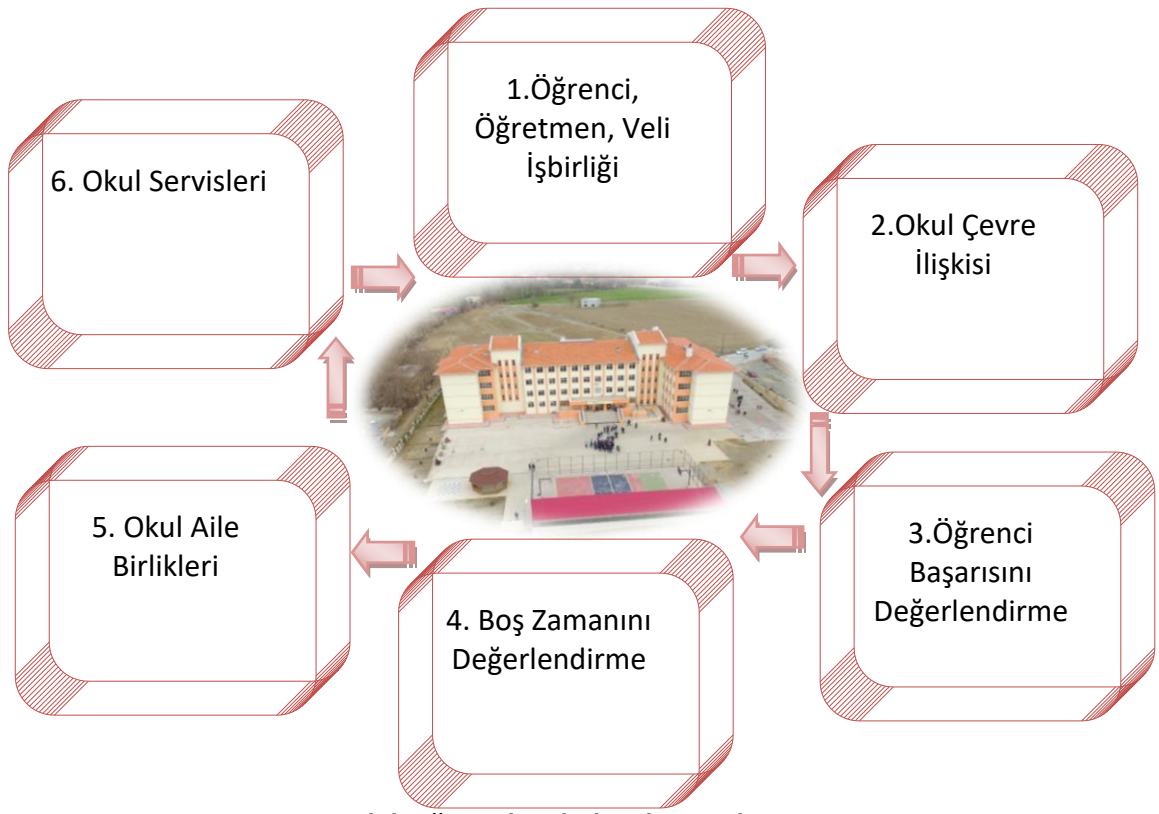 1.Öğrenci,
Öğretmen, Veli
İşbirliği
2.Okul Çevre
İlişkisi
3.Öğrenci
Başarısını
Değerlendirme
4. Boş Zamanını
Değerlendirme
5. Okul Aile
Birlikleri
6. Okul Servisleri